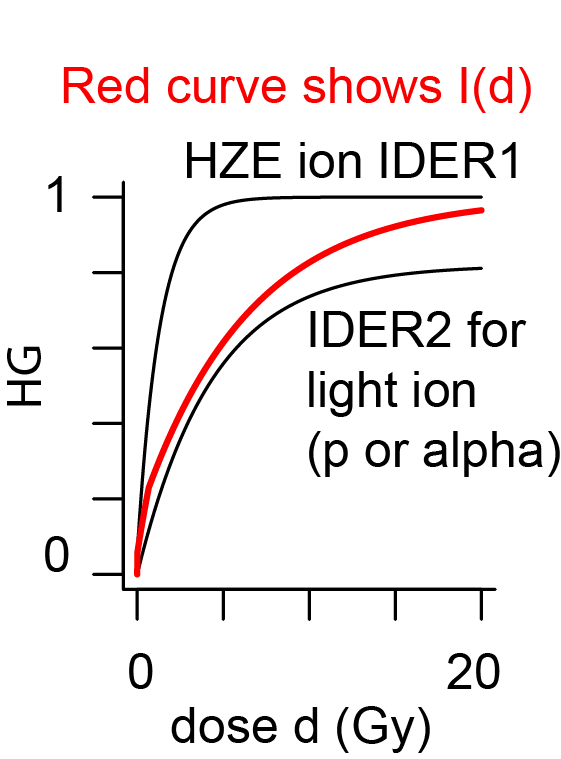 Red curve shows I(d)
HZE ion IDER1
1
IDER2 for
light ion
(p or alpha)
HG
0
0 20
dose d (Gy)